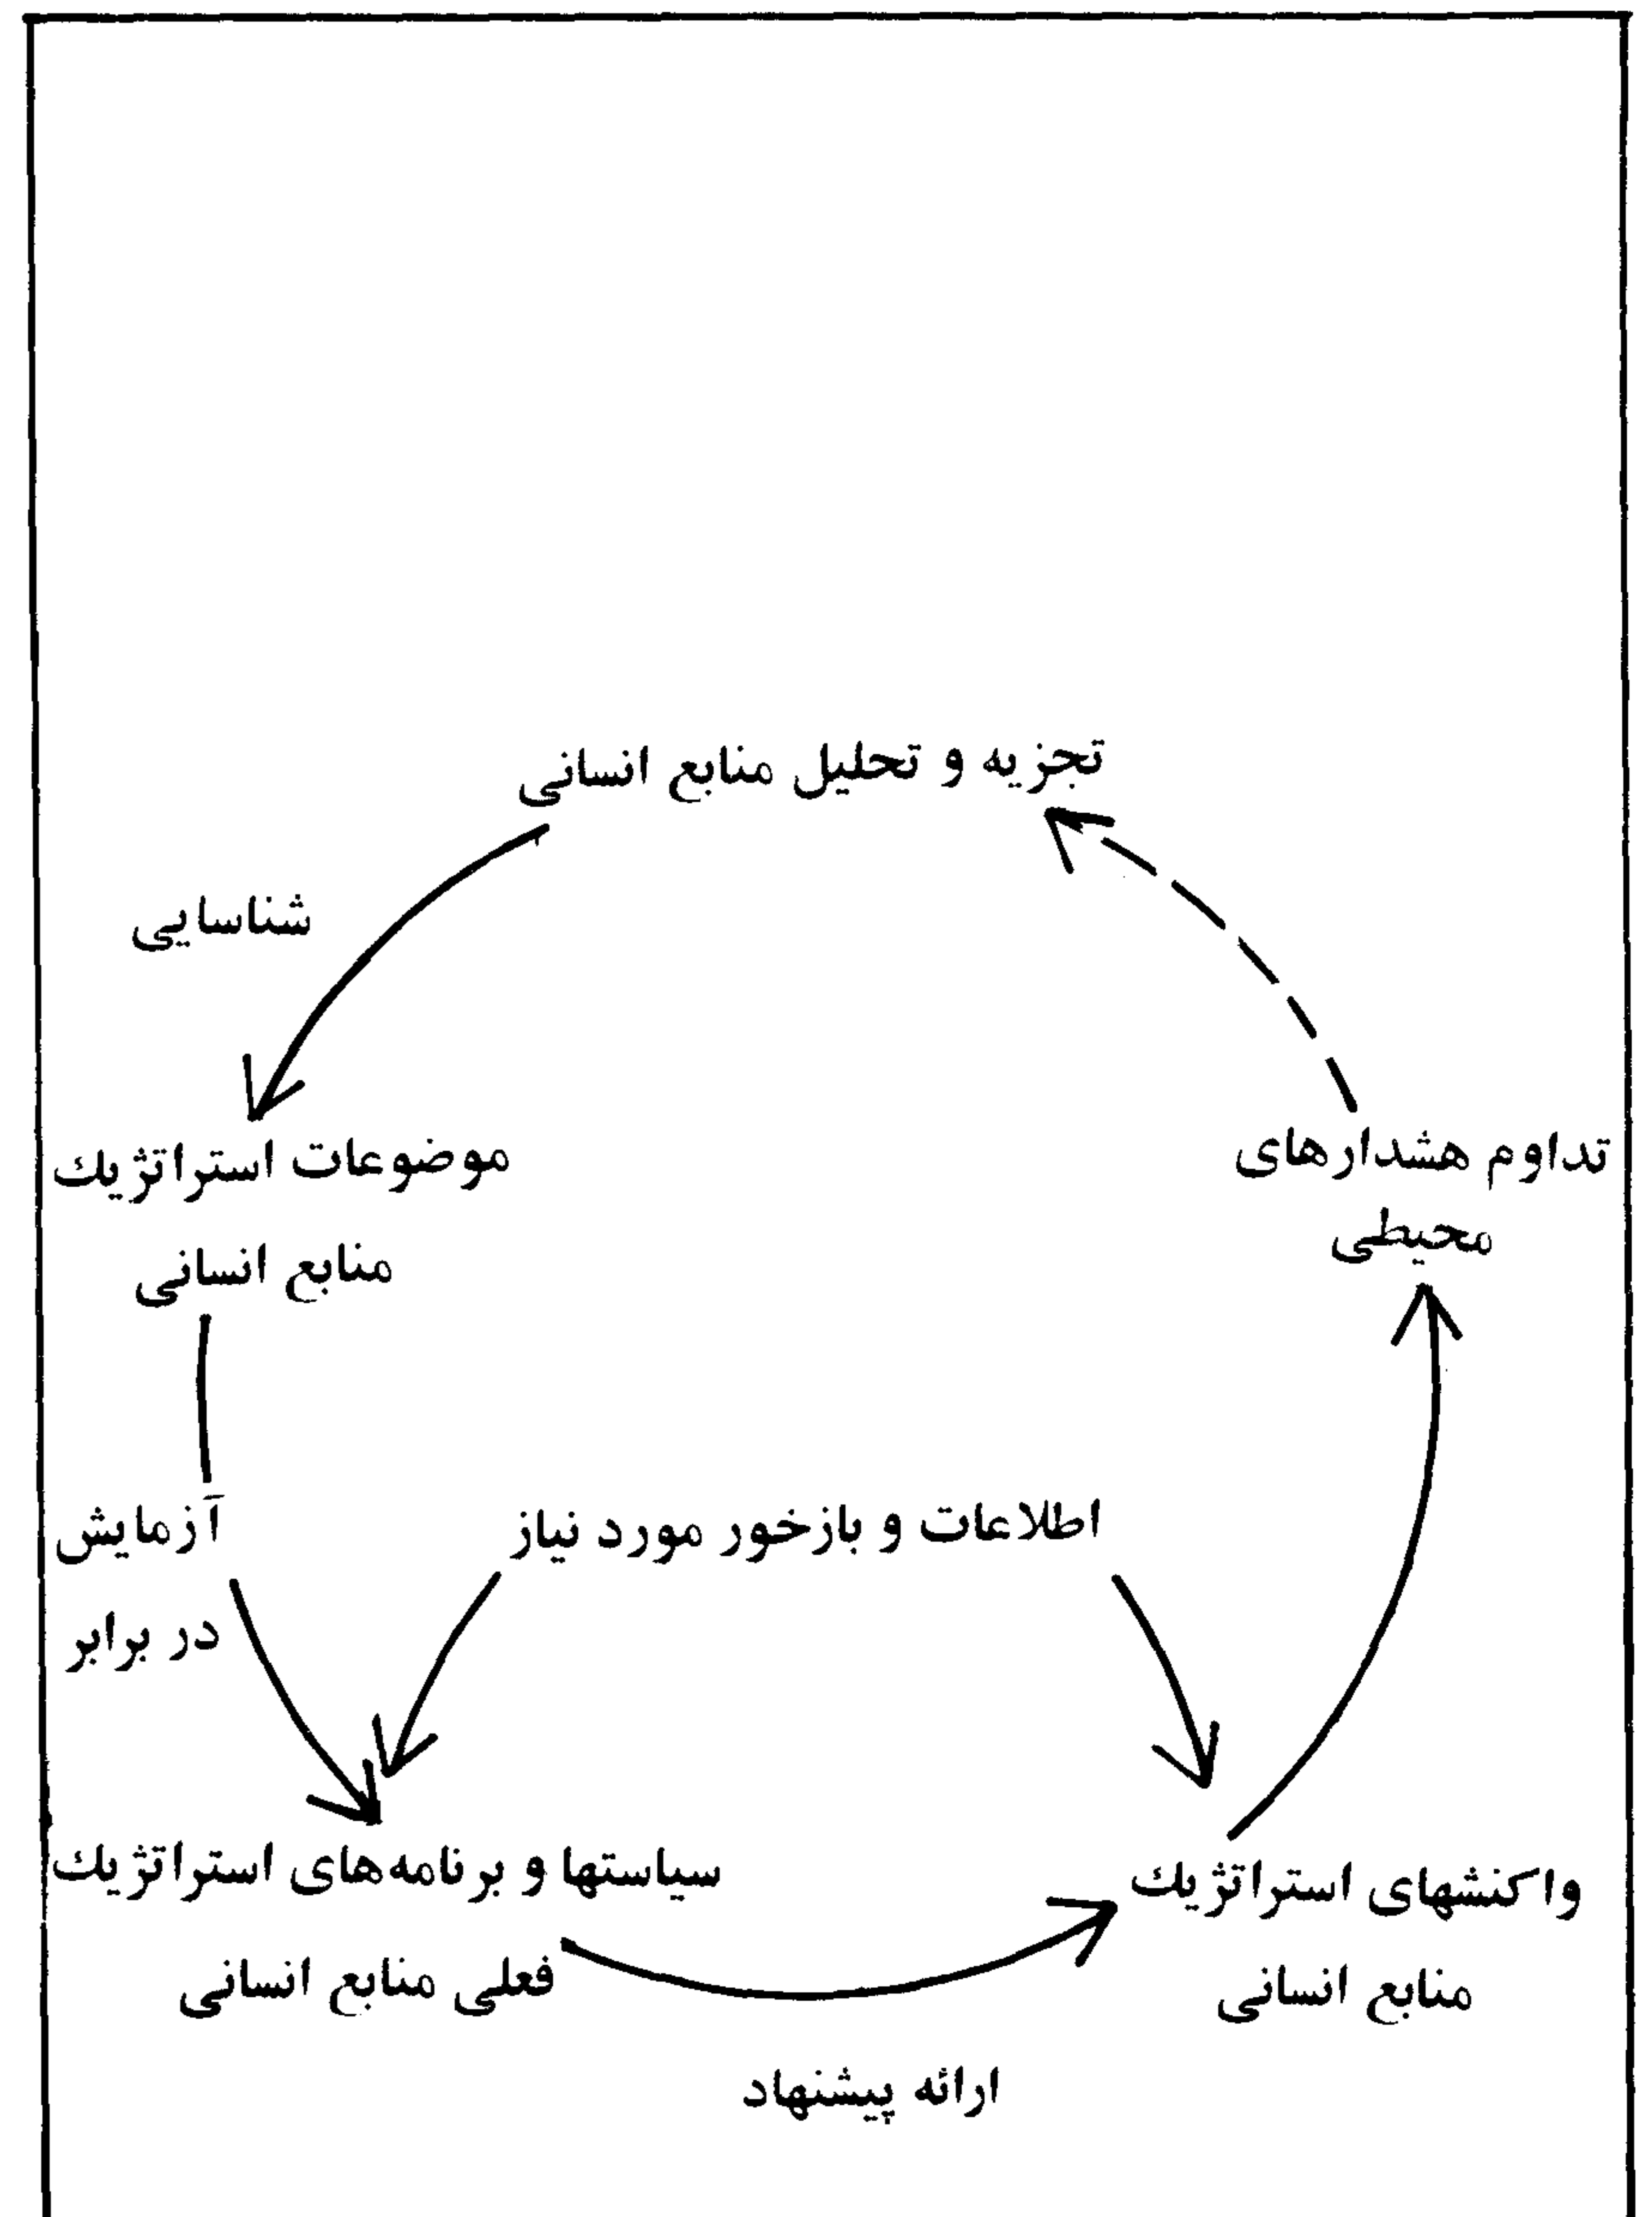 تجزیه و تحلیل منابع انسانی
شناسایی
تداوم هشدارهای
محیطی
موضوعات استراتژیك
منابع انسانی
اطلاعات و بازخور مورد نیاز
آزمایش
در برابر
واکنشهای استراتژیك
منابع انسانی
سیاستها و برنامه‌های استراتژیك
فعلی منابع انسانی
ارائه پیشنهاد